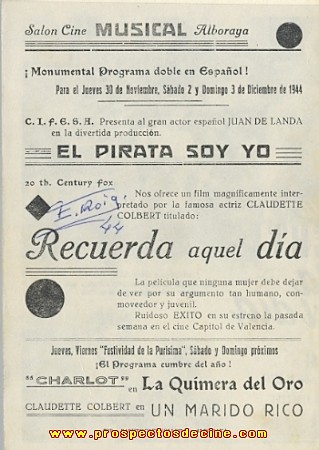 Salon Cine MUSICAL Alboraga
¡Monumental Programa doble en Español!
Para el Jueves 30 de Noviembre, Sábado 2 y Domingo 3 de Diciembre de 1944
C. I. F. E. S. A. Presenta al gran actor español JUAN DE LANDA
en la divertida producción.
EL PIRATA SOY YO
20 th. Century fox
Nos ofrece un film magníficamente inter-
pretado por la famosa actriz CLAUDETTE
COLBERT titulado:
E. Roig
44
Recuerda aquel día
La película que ninguna mujer debe dejar
de ver por su argumento tan humano, con-
movedor y juvenil.
Ruidoso EXITO en su estreno la pasada
semana en el cine Capitol de Valencia.
Jueves, Viernes "Festividad de la Purísima", Sábado y Domingo próximos
¡El Programa cumbre del año!
"CHARLOT" en La Quimera del Oro
CLAUDETTE COLBERT en UN MARIDO RICO
www.prospectosdecine.com